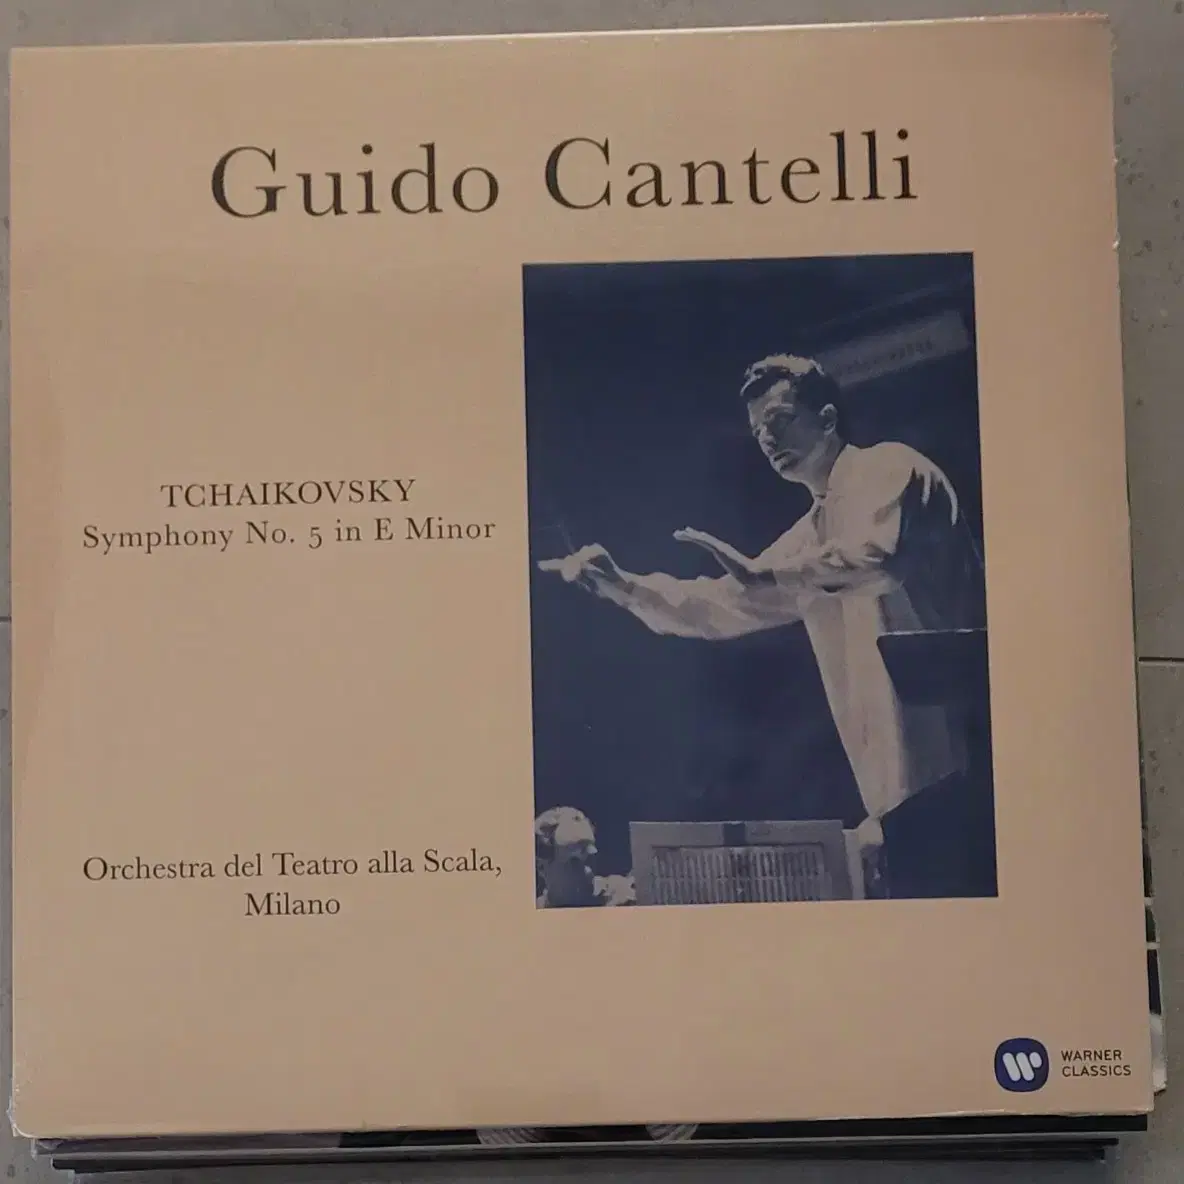 Guido Cantelli
TCHAIKOVSKY
Symphony No. 5 in E Minor
Orchestra del Teatro alla Scala,
Milano
WARNER
CLASSICS